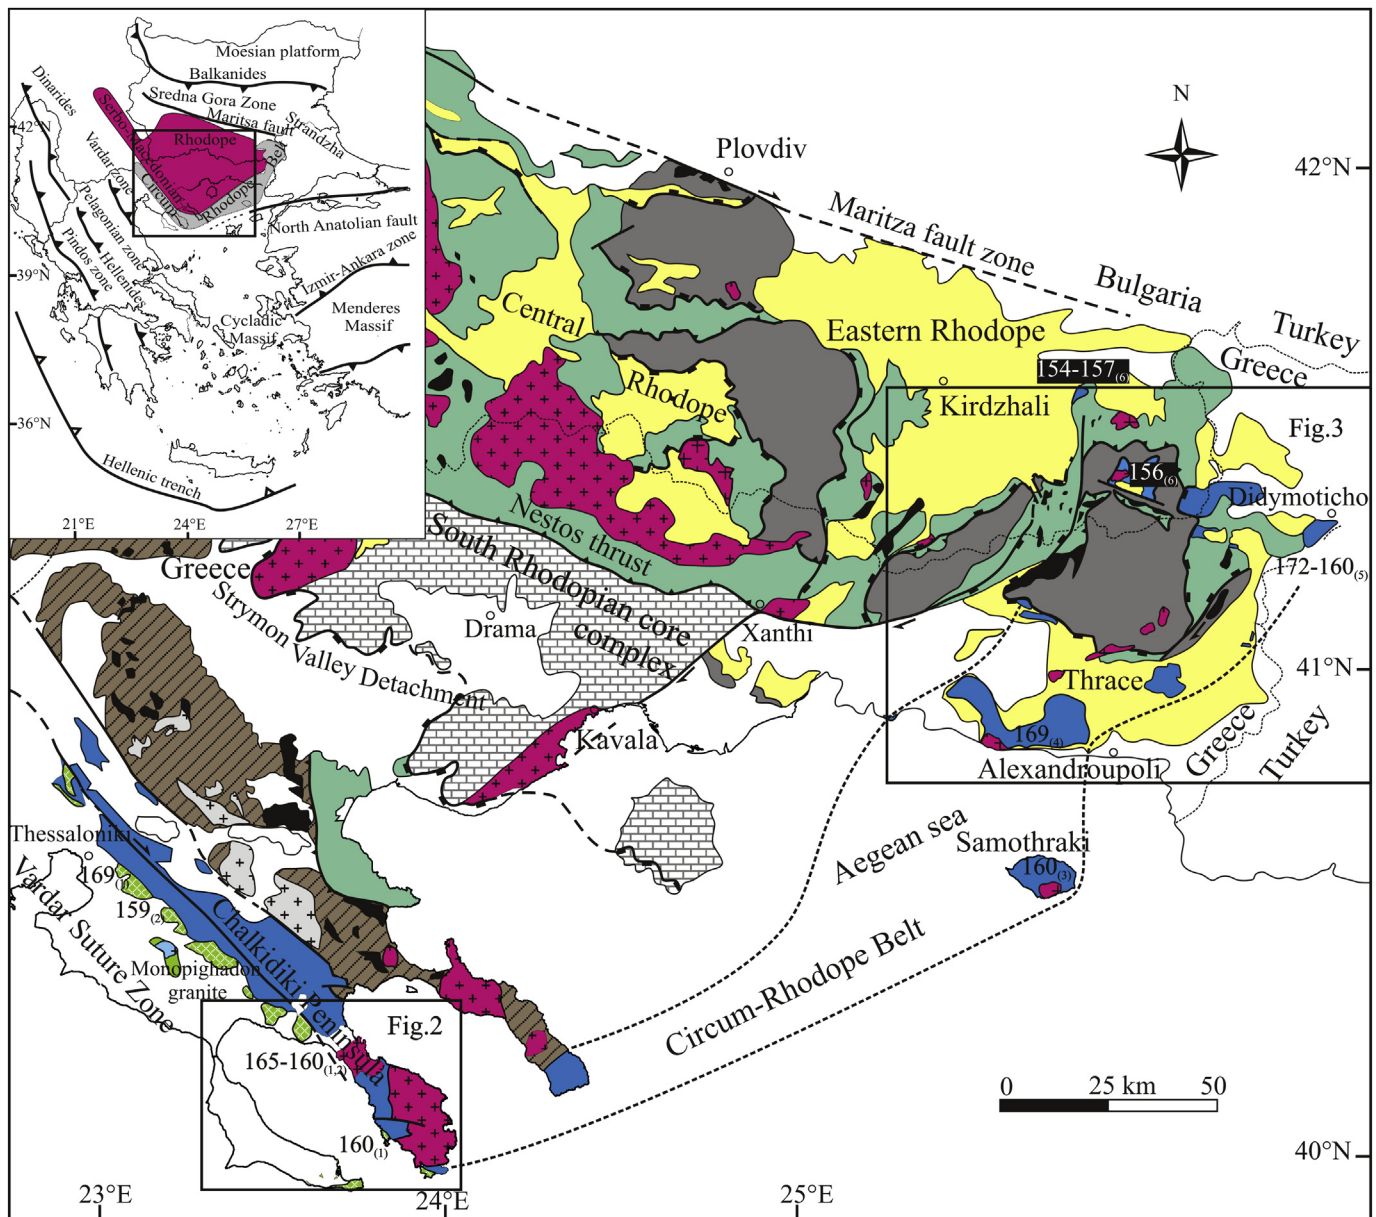 Moesian platform
Balkanides
Sredna Gora Zone
Maritsa fault
Strandzha
Dinarides
42°N
Serbo-Macedonian
Rhodope
Vardar zone
Circum-
Rhodope
Belt
Pelagonian zone
Hellenides
Pindos zone
North Anatolian fault
Izmir-Ankara zone
39°N
Menderes
Massif
Cycladic
Massif
36°N
Hellenic trench
21°E
24°E
27°E
N
42°N
Plovdiv
Maritza fault zone
Bulgaria
Turkey
Greece
Central
Rhodope
Eastern Rhodope
154-157(6)
Kirdzhali
Fig.3
156(6)
Didymoticho
172-160(5)
Nestos thrust
South Rhodopian core
complex
Greece
Strymon Valley Detachment
Drama
Xanthi
41°N
Thrace
169(4)
Alexandroupoli
Greece
Turkey
Kavala
Aegean sea
Samothraki
160(3)
Thessaloniki
169(1)
159(2)
Vardar Suture Zone
Chalkidiki Peninsula
Monopighadon
granite
Circum-Rhodope Belt
Fig.2
165-160(1,2)
160(1)
0 25 km 50
40°N
23°E
24°E
25°E